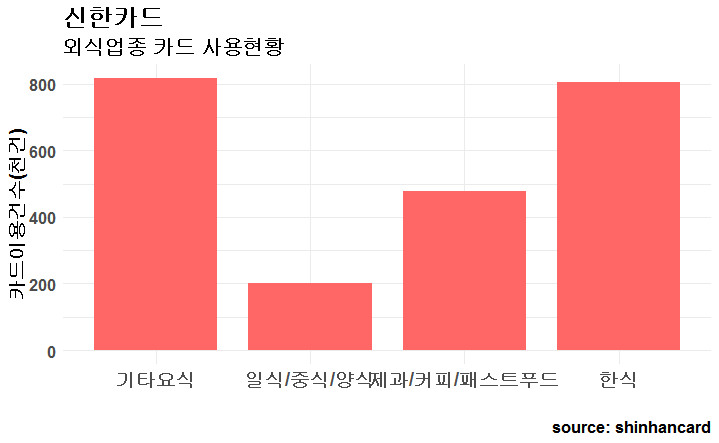 신한카드
외식업종 카드 사용현황
카드이용건수(천건)
800
600
400
200
0
기타요식
일식/중식/양식
제과/커피/패스트푸드
한식
source: shinhancard